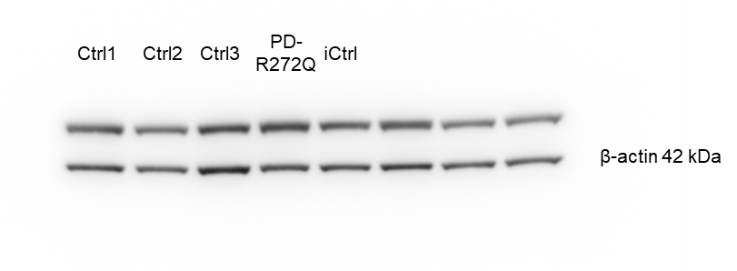 Ctrl1 Ctrl2 Ctrl3 PD-R272Q iCtrl
β-actin 42 kDa